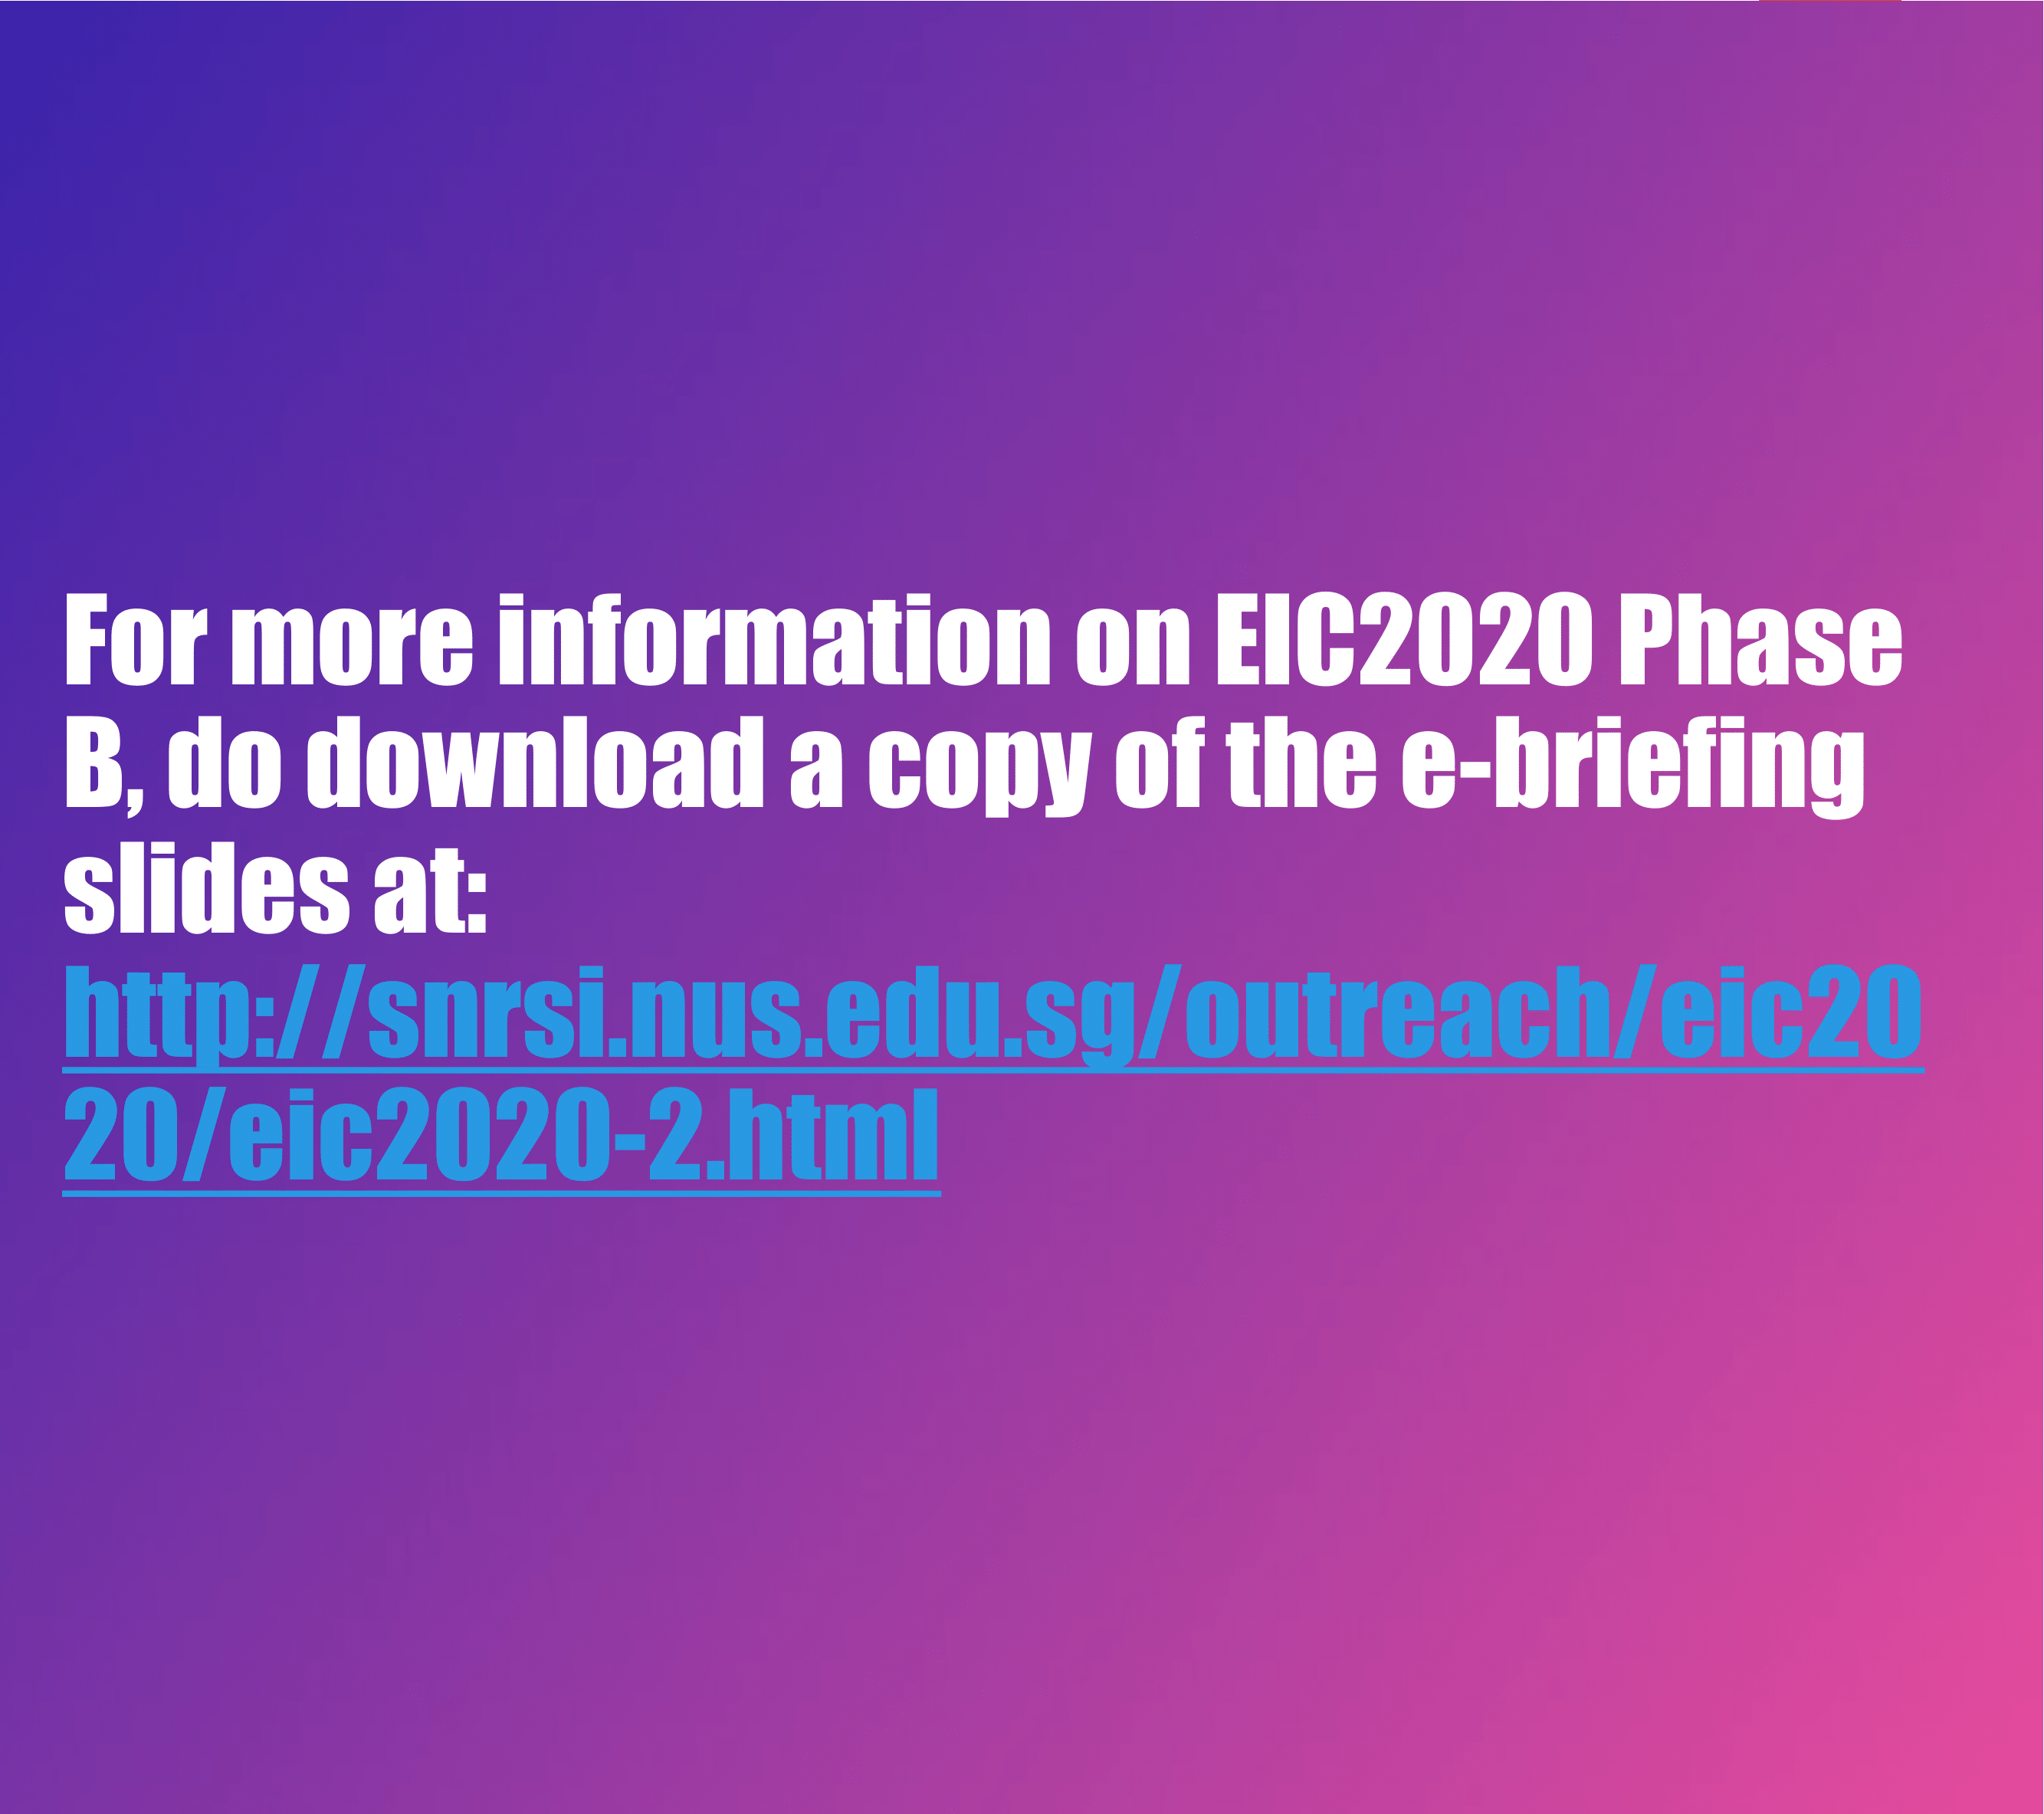 For more information on EIC2020 Phase
B, do download a copy of the e-briefing
slides at:
http://snrsi.nus.edu.sg/outreach/eic20
20/eic2020-2.html